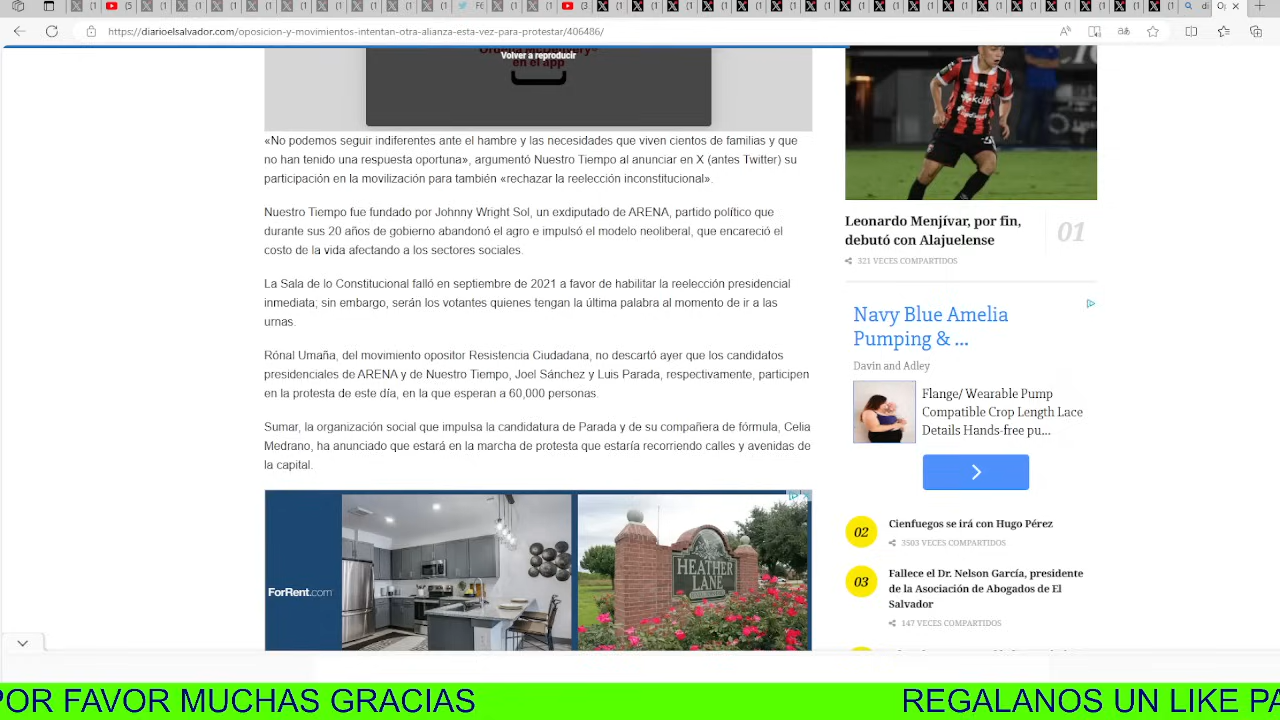 https://diarioelsalvador.com/oposicion-y-movimientos-intentan-otra-alianza-esta-vez-para-protestar/406486/
Volver a reproducir
en el app
«No podemos seguir indiferentes ante el hambre y las necesidades que viven cientos de familias y que
no han tenido una respuesta oportuna», argumentó Nuestro Tiempo al anunciar en X (antes Twitter) su
participación en la movilización para también «rechazar la reelección inconstitucional».
Nuestro Tiempo fue fundado por Johnny Wright Sol, un exdiputado de ARENA, partido político que
durante sus 20 años de gobierno abandonó el agro e impulsó el modelo neoliberal, que encareció el
costo de la vida afectando a los sectores sociales.
La Sala de lo Constitucional falló en septiembre de 2021 a favor de habilitar la reelección presidencial
inmediata; sin embargo, serán los votantes quienes tengan la última palabra al momento de ir a las
urnas.
Rónal Umaña, del movimiento opositor Resistencia Ciudadana, no descartó ayer que los candidatos
presidenciales de ARENA y de Nuestro Tiempo, Joel Sánchez y Luis Parada, respectivamente, participen
en la protesta de este día, en la que esperan a 60,000 personas.
Sumar, la organización social que impulsa la candidatura de Parada y de su compañera de fórmula, Celia
Medrano, ha anunciado que estará en la marcha de protesta que estaría recorriendo calles y avenidas de
la capital.
ForRent.com
HEATHER
LANE
Leonardo Menjívar, por fin,
debutó con Alajuelense
01
321 VECES COMPARTIDOS
Navy Blue Amelia
Pumping & ...
Davin and Adley
Flange/ Wearable Pump
Compatible Crop Length Lace
Details Hands-free pu...
02
Cienfuegos se irá con Hugo Pérez
3503 VECES COMPARTIDOS
03
Fallece el Dr. Nelson García, presidente
de la Asociación de Abogados de El
Salvador
147 VECES COMPARTIDOS
POR FAVOR MUCHAS GRACIAS
REGALANOS UN LIKE PA